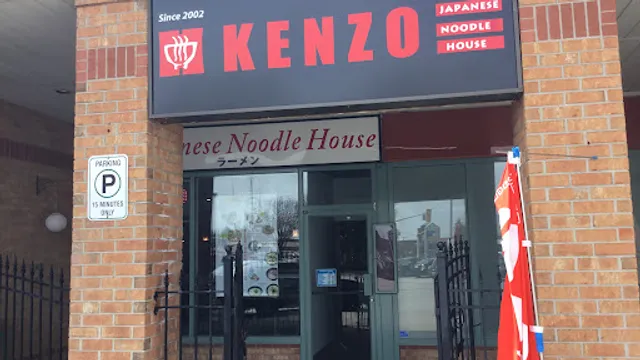 Since 2002
KENZO
JAPANESE
NOODLE
HOUSE
nese Noodle House
ラーメン
PARKING
P
15 MINUTES
ONLY